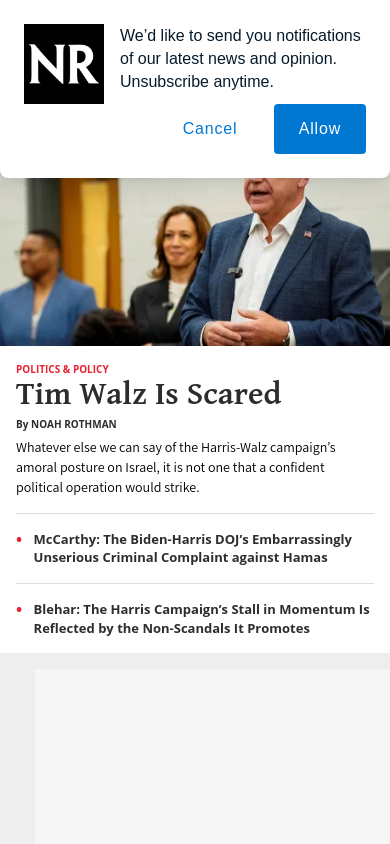 NR
We’d like to send you notifications
of our latest news and opinion.
Unsubscribe anytime.
Cancel
Allow
POLITICS & POLICY
Tim Walz Is Scared
By NOAH ROTHMAN
Whatever else we can say of the Harris-Walz campaign’s
amoral posture on Israel, it is not one that a confident
political operation would strike.
• McCarthy: The Biden-Harris DOJ’s Embarrassingly
Unserious Criminal Complaint against Hamas
• Blehar: The Harris Campaign’s Stall in Momentum Is
Reflected by the Non-Scandals It Promotes